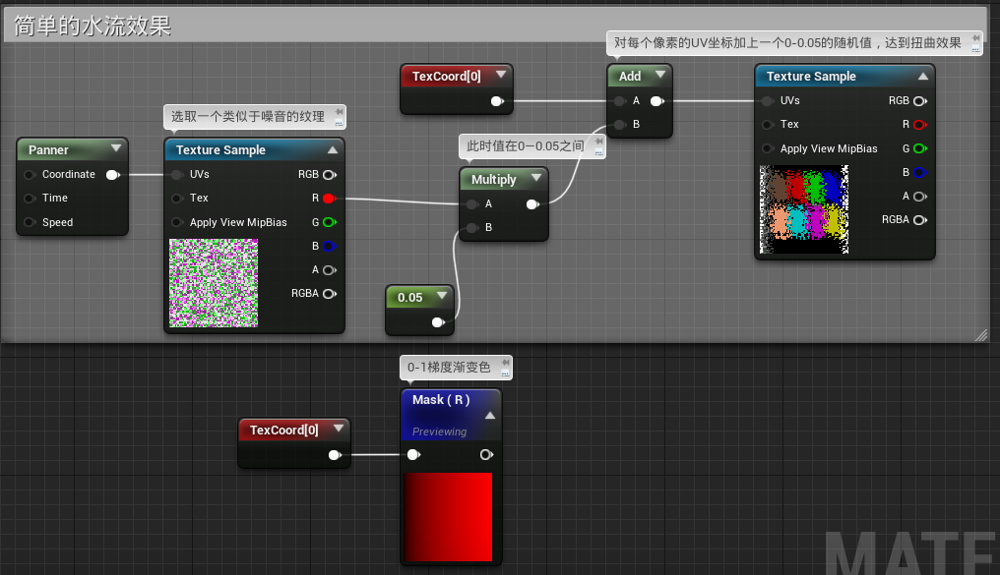 简单的水流效果
对每个像素的UV坐标加上一个0-0.05的随机值，达到扭曲效果
TexCoord[0]
Add
A
B
Texture Sample
UVs
RGB
Tex
R
Apply View MipBias
G
B
A
RGBA
选取一个类似于噪音的纹理
此时值在0—0.05之间
Panner
Coordinate
Time
Speed
Texture Sample
UVs
RGB
Tex
R
Apply View MipBias
G
B
A
RGBA
Multiply
A
B
0.05
0-1梯度渐变色
Mask ( R )
Previewing
TexCoord[0]